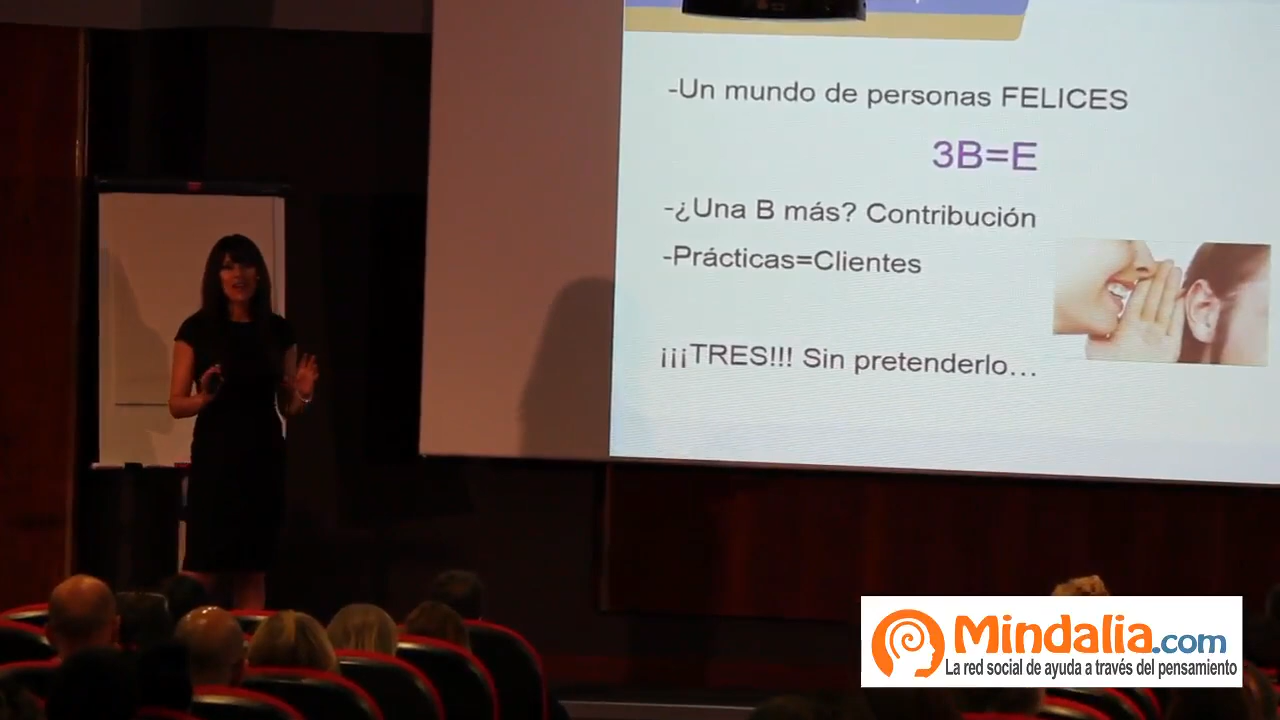 -Un mundo de personas FELICES
3B=E
-¿Una B más? Contribución
-Prácticas=Clientes
¡¡¡TRES!!! Sin pretenderlo…
Mindalia.com
La red social de ayuda a través del pensamiento